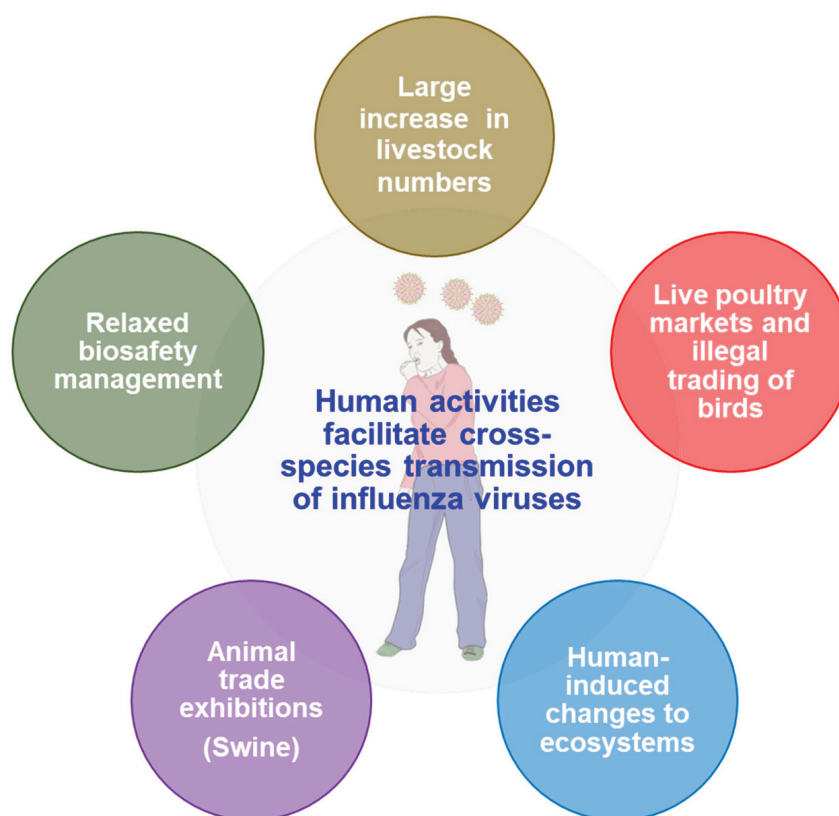 Large
increase in
livestock
numbers
Live poultry
markets and
illegal
trading of
birds
Human-
induced
changes to
ecosystems
Animal
trade
exhibitions
(Swine)
Relaxed
biosafety
management
Human activities
facilitate cross-
species transmission
of influenza viruses